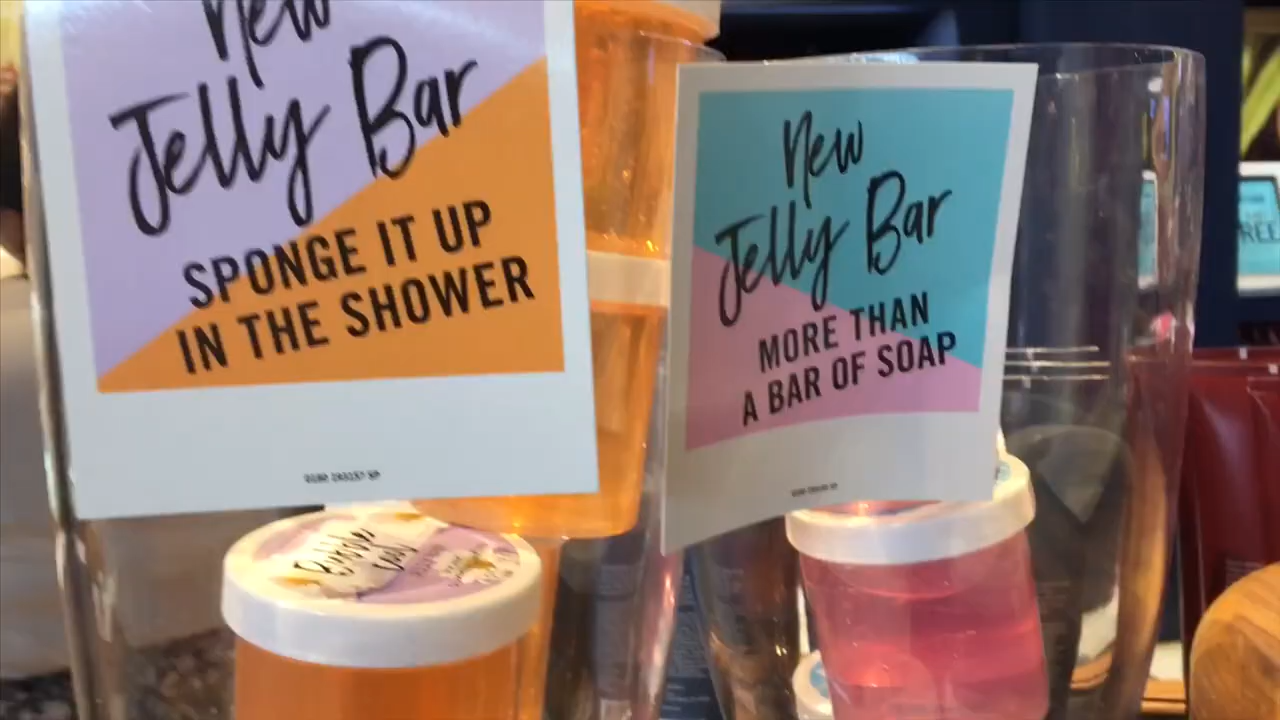 New
Jelly Bar
SPONGE IT UP
IN THE SHOWER
New
Jelly Bar
MORE THAN
A BAR OF SOAP